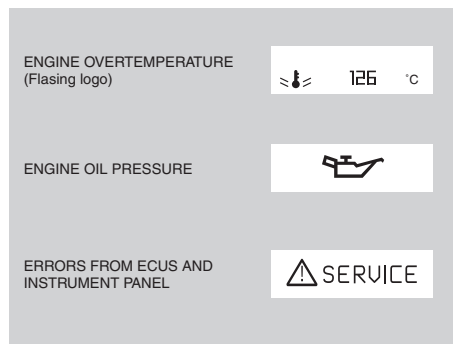 ENGINE OVERTEMPERATURE
(Flasing logo)
126 °C
ENGINE OIL PRESSURE
ERRORS FROM ECUS AND
INSTRUMENT PANEL
SERVICE